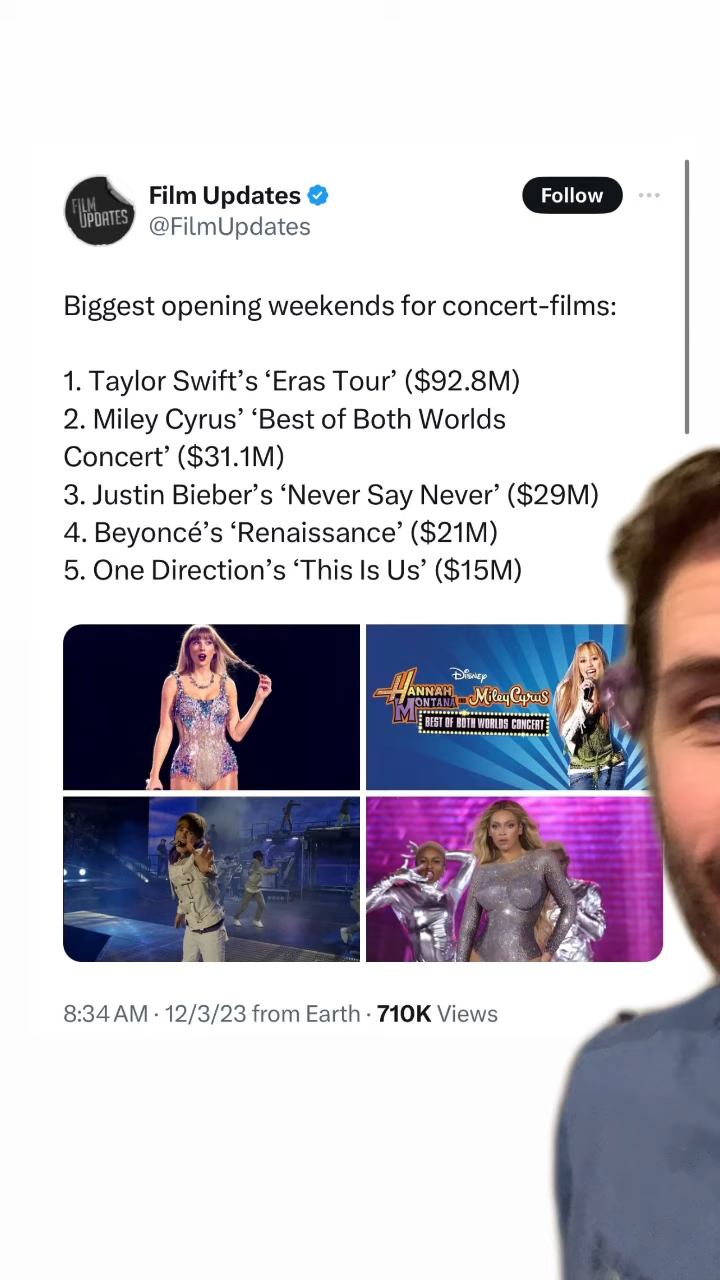 FILM
UPDATES
Film Updates
@FilmUpdates
Follow
Biggest opening weekends for concert-films:
1. Taylor Swift’s ‘Eras Tour’ ($92.8M)
2. Miley Cyrus’ ‘Best of Both Worlds
Concert’ ($31.1M)
3. Justin Bieber’s ‘Never Say Never’ ($29M)
4. Beyoncé’s ‘Renaissance’ ($21M)
5. One Direction’s ‘This Is Us’ ($15M)
Disney
HANNAH
MONTANA AND Miley Cyrus
BEST OF BOTH WORLDS CONCERT
8:34 AM · 12/3/23 from Earth · 710K Views